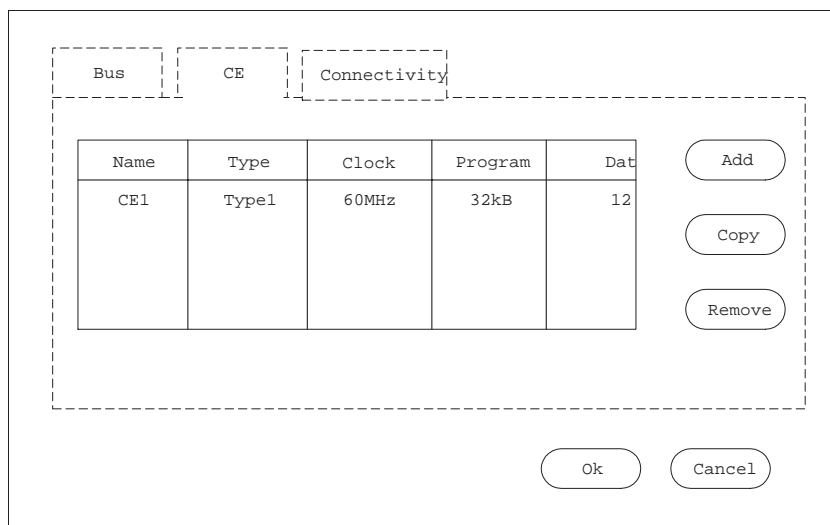 Bus CE Connectivity
Name Type Clock Program Dat
CE1 Type1 60MHz 32kB 12
Add
Copy
Remove
Ok Cancel